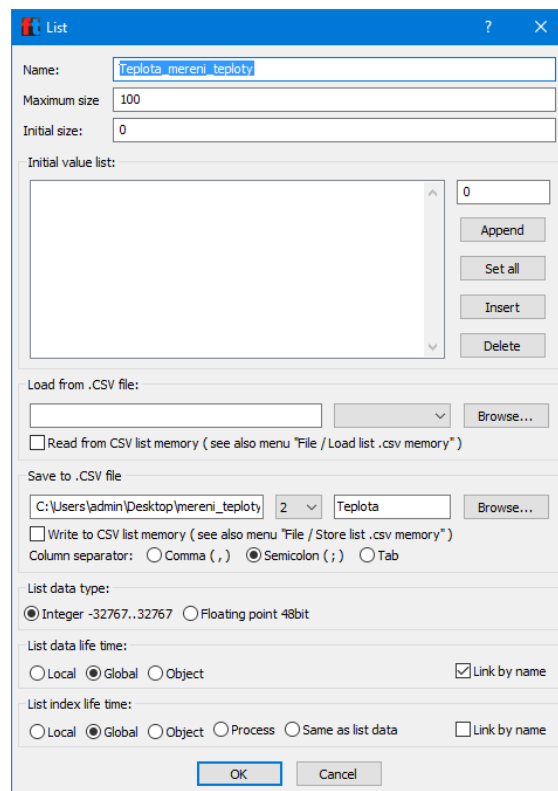 List ?
Name: Teplota_mereni_teploty
Maximum size 100
Initial size: 0
Initial value list:
0
Append
Set all
Insert
Delete
Load from .CSV file:
Browse...
Read from CSV list memory ( see also menu "File / Load list .csv memory" )
Save to .CSV file
C:\Users\admin\Desktop\mereni_teploty 2 Teplota Browse...
Write to CSV list memory ( see also menu "File / Store list .csv memory" )
Column separator: Comma ( , ) Semicolon ( ; ) Tab
List data type:
Integer -32767..32767 Floating point 48bit
List data life time:
Local Global Object Link by name
List index life time:
Local Global Object Process Same as list data Link by name
OK Cancel